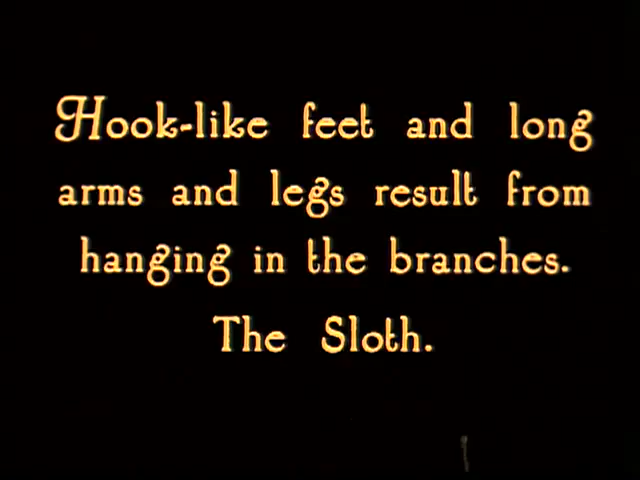 Hook-like feet and long
arms and legs result from
hanging in the branches.
The Sloth.